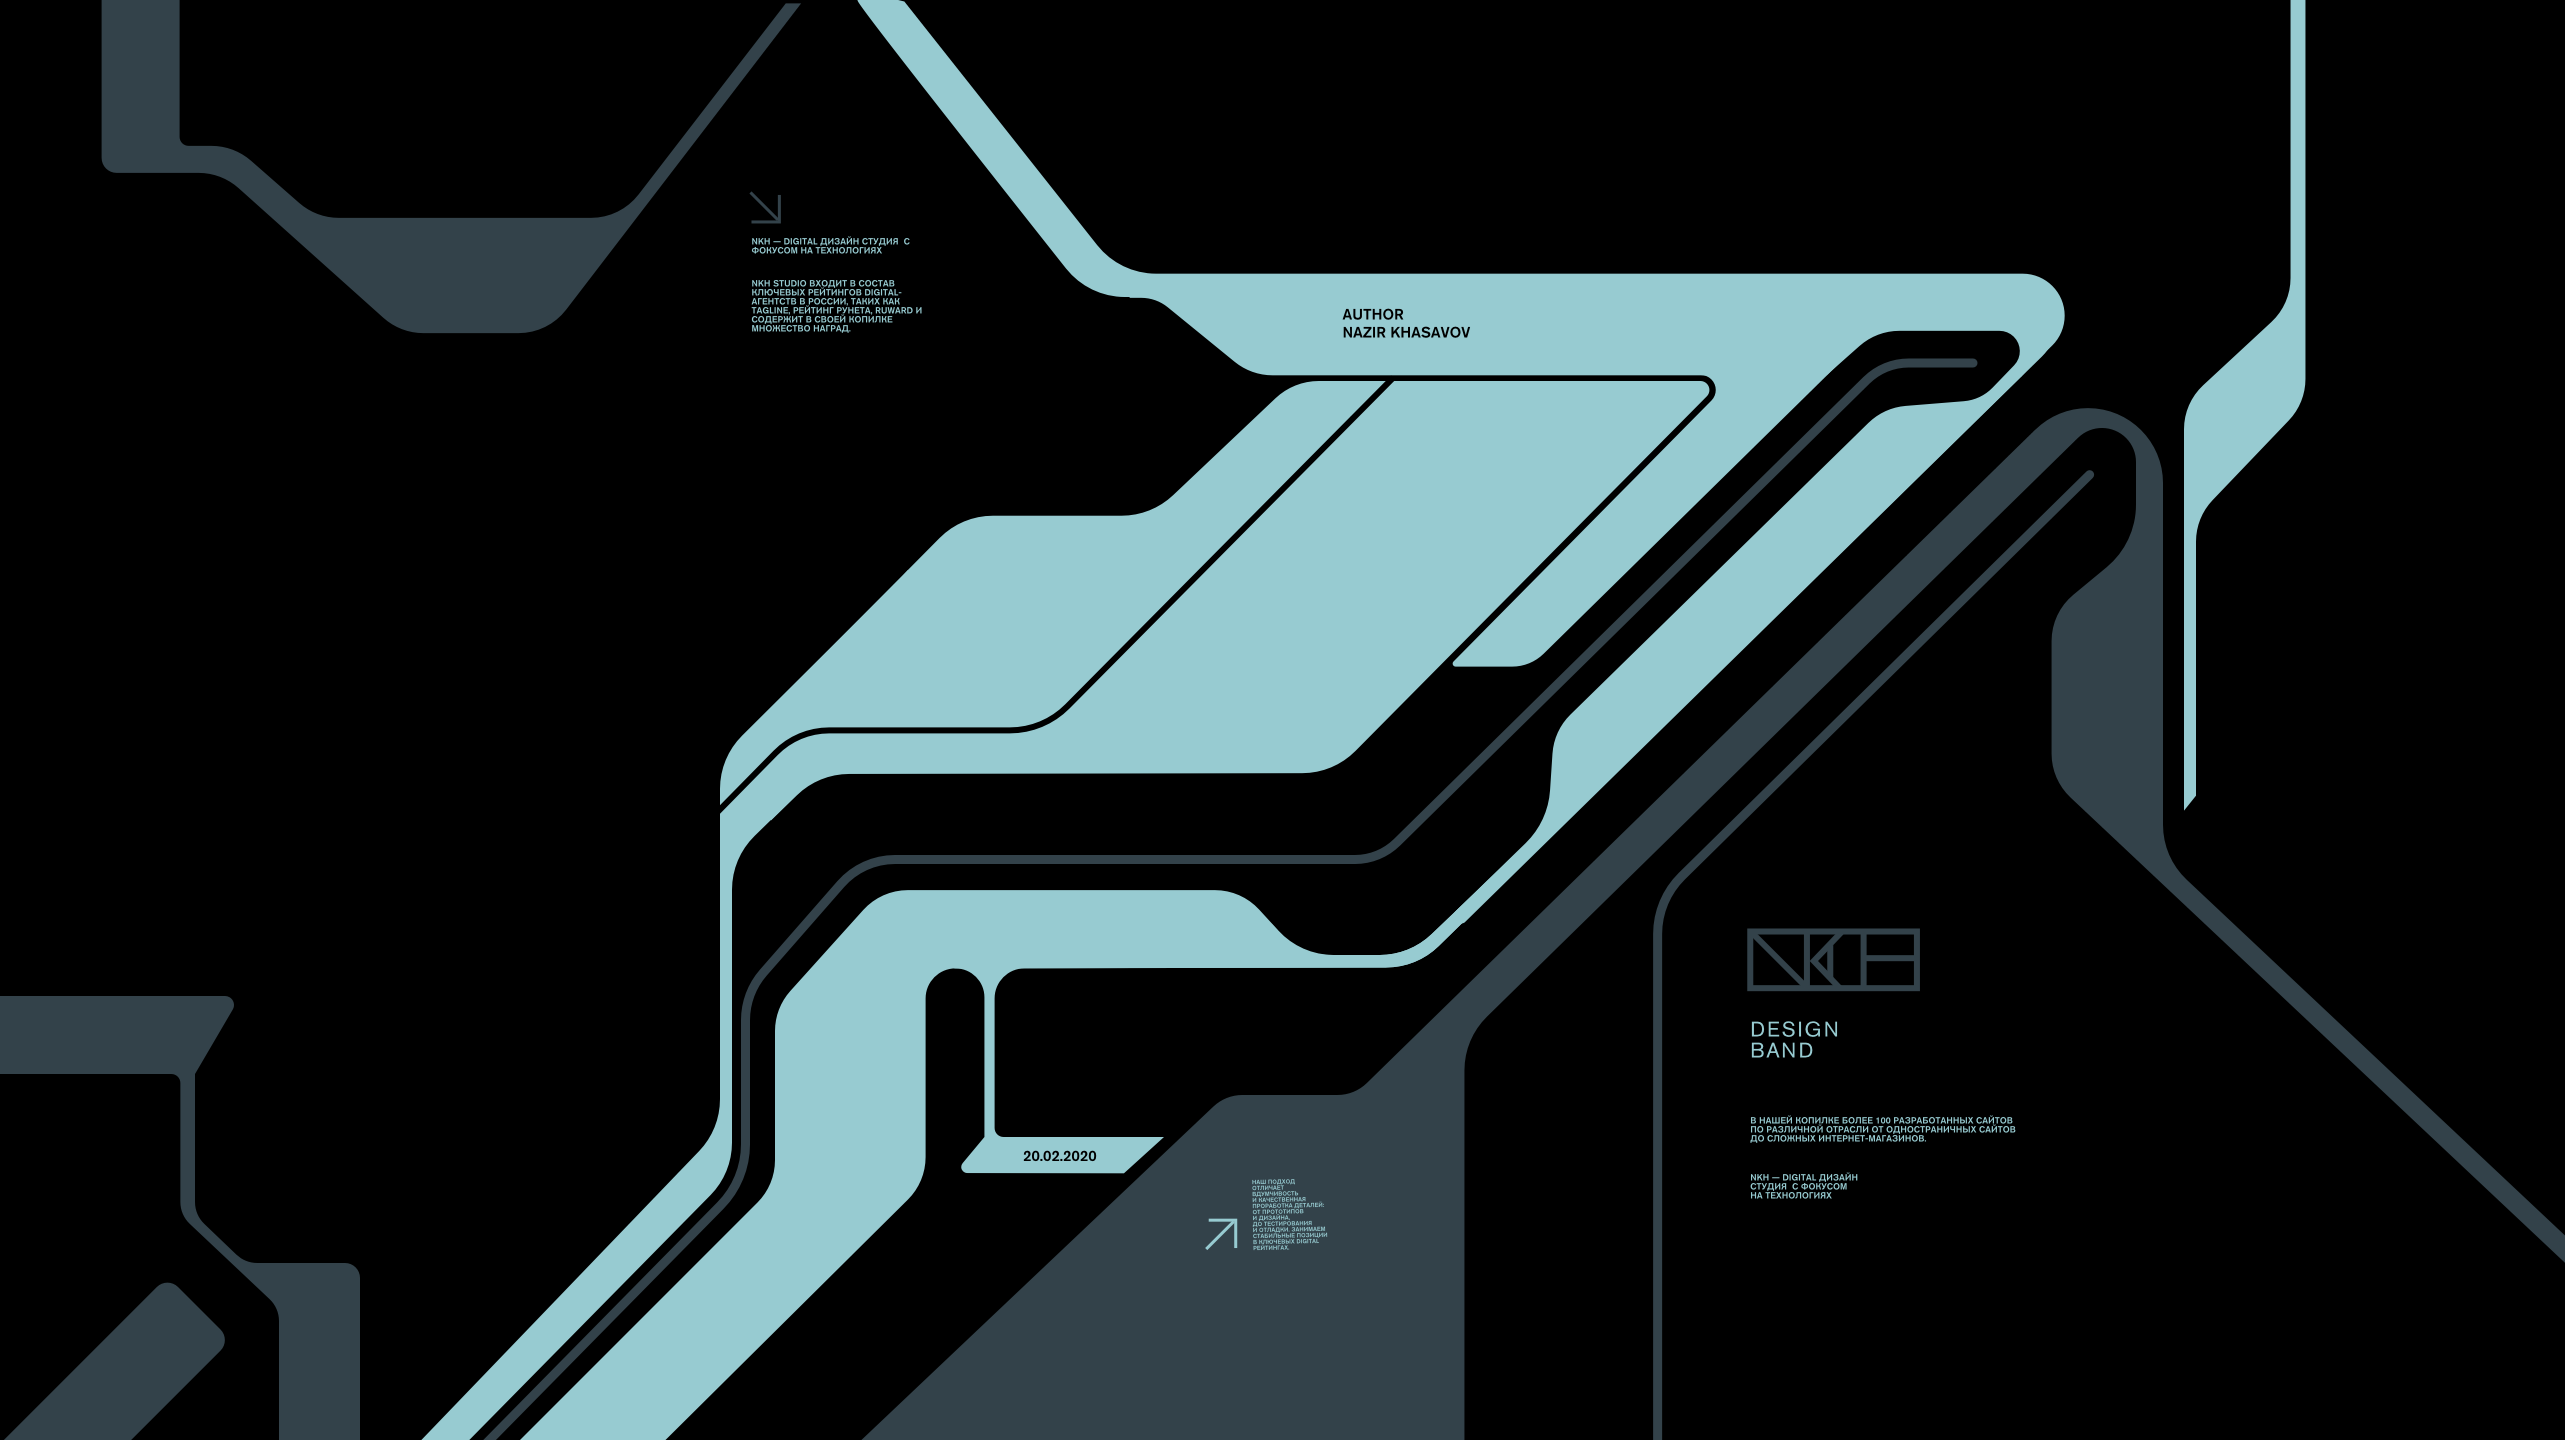 NKH — DIGITAL ДИЗАЙН СТУДИЯ С
ФОКУСОМ НА ТЕХНОЛОГИЯХ
NKH STUDIO ВХОДИТ В СОСТАВ
КЛЮЧЕВЫХ РЕЙТИНГОВ DIGITAL-
АГЕНТСТВ В РОССИИ, ТАКИХ КАК
TAGLINE, РЕЙТИНГ РУНЕТА, RUWARD И
СОДЕРЖИТ В СВОЕЙ КОПИЛКЕ
МНОЖЕСТВО НАГРАД.
AUTHOR
NAZIR KHASAVOV
NKH
DESIGN
BAND
В НАШЕЙ КОПИЛКЕ БОЛЕЕ 100 РАЗРАБОТАННЫХ САЙТОВ
ПО РАЗЛИЧНОЙ ОТРАСЛИ ОТ ОДНОСТРАНИЧНЫХ САЙТОВ
ДО СЛОЖНЫХ ИНТЕРНЕТ-МАГАЗИНОВ.
NKH — DIGITAL ДИЗАЙН
СТУДИЯ С ФОКУСОМ
НА ТЕХНОЛОГИЯХ
20.02.2020
НАШ ПОДХОД
ОТЛИЧАЕТ
ВДУМЧИВОСТЬ
И КАЧЕСТВЕННАЯ
ПРОРАБОТКА ДЕТАЛЕЙ:
ОТ ПРОТОТИПОВ
И ДИЗАЙНА,
ДО ТЕСТИРОВАНИЯ
И ОТЛАДКИ. ЗАНИМАЕМ
СТАБИЛЬНЫЕ ПОЗИЦИИ
В КЛЮЧЕВЫХ DIGITAL
РЕЙТИНГАХ.